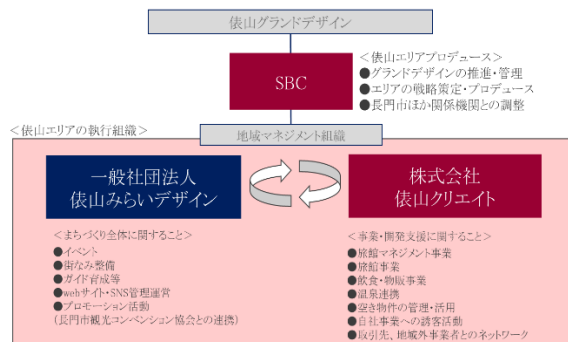 俵山グランドデザイン
SBC
＜俵山エリアプロデュース＞
●グランドデザインの推進・管理
●エリアの戦略策定・プロデュース
●長門市ほか関係機関との調整
＜俵山エリアの執行組織＞
地域マネジメント組織
一般社団法人
俵山みらいデザイン
株式会社
俵山クリエイト
＜まちづくり全体に関すること＞
●イベント
●街なみ整備
●ガイド育成等
●webサイト・SNS管理運営
●プロモーション活動
(長門市観光コンベンション協会との連携)
＜事業・開発支援に関すること＞
●旅館マネジメント事業
●旅館事業
●飲食・物販事業
●温泉連携
●空き物件の管理・活用
●自社事業への誘客活動
●取引先、地域外事業者とのネットワーク